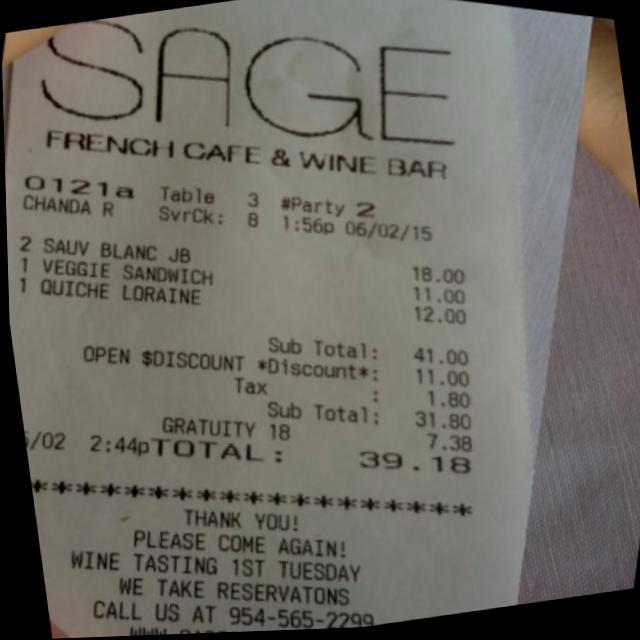 SAGE
FRENCH CAFE & WINE BAR
0121a Table 3 #Party 2
CHANDA R SvrCk: 8 1:56p 06/02/15
2 SAUV BLANC JB 18.00
1 VEGGIE SANDWICH 11.00
1 QUICHE LORAINE 12.00
Sub Total: 41.00
OPEN $DISCOUNT *Discount*: 11.00
Tax : 1.80
Sub Total: 31.80
GRATUITY 18 7.38
/02 2:44pTOTAL: 39.18
THANK YOU!
PLEASE COME AGAIN!
WINE TASTING 1ST TUESDAY
WE TAKE RESERVATONS
CALL US AT 954-565-2299